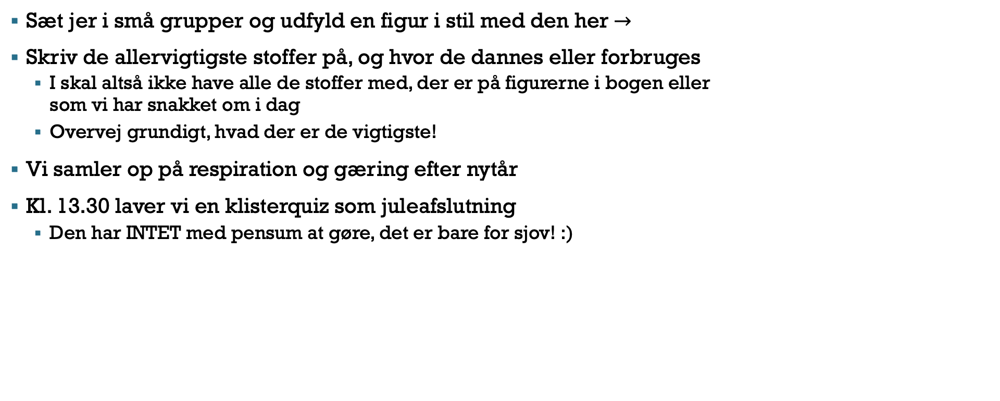 ▪ Sæt jer i små grupper og udfyld en figur i stil med den her →
▪ Skriv de allervigtigste stoffer på, og hvor de dannes eller forbruges
▪ I skal altså ikke have alle de stoffer med, der er på figurerne i bogen eller
som vi har snakket om i dag
▪ Overvej grundigt, hvad der er de vigtigste!
▪ Vi samler op på respiration og gæring efter nytår
▪ Kl. 13.30 laver vi en klisterquiz som juleafslutning
▪ Den har INTET med pensum at gøre, det er bare for sjov! :)